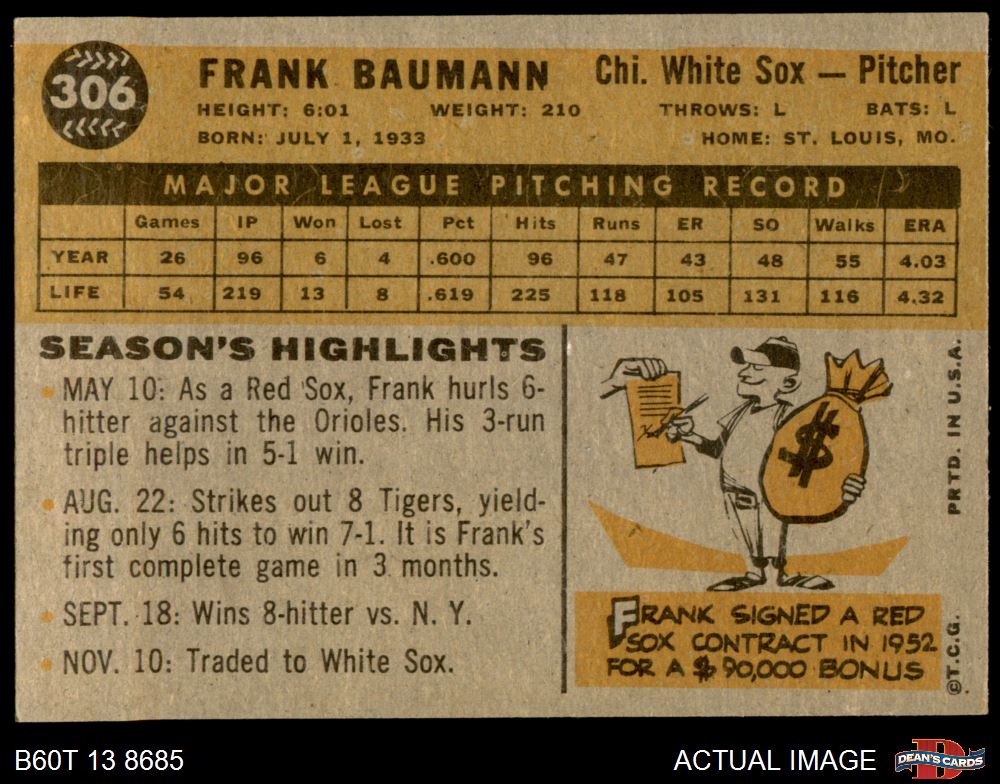 306
FRANK BAUMANN Chi. White Sox — Pitcher
HEIGHT: 6:01 WEIGHT: 210 THROWS: L BATS: L
BORN: JULY 1, 1933 HOME: ST. LOUIS, MO.
MAJOR LEAGUE PITCHING RECORD
Games IP Won Lost Pct Hits Runs ER SO Walks ERA
YEAR 26 96 6 4 .600 96 47 43 48 55 4.03
LIFE 54 219 13 8 .619 225 118 105 131 116 4.32
SEASON'S HIGHLIGHTS
• MAY 10: As a Red Sox, Frank hurls 6-
hitter against the Orioles. His 3-run
triple helps in 5-1 win.
• AUG. 22: Strikes out 8 Tigers, yield-
ing only 6 hits to win 7-1. It is Frank's
first complete game in 3 months.
• SEPT. 18: Wins 8-hitter vs. N. Y.
• NOV. 10: Traded to White Sox.
$
FRANK SIGNED A RED
SOX CONTRACT IN 1952
FOR A $90,000 BONUS
PRTD. IN U.S.A.
©T.C.G.
B60T 13 8685 ACTUAL IMAGE
D
DEAN'S CARDS